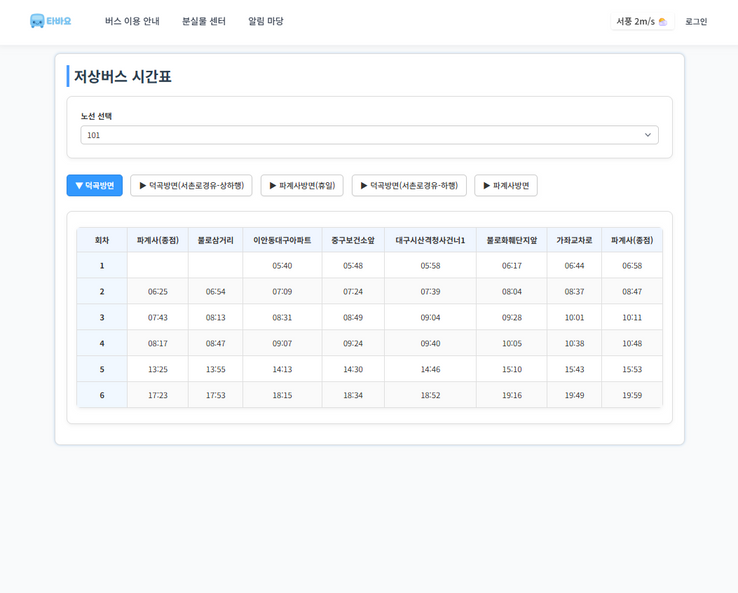 타바요 버스 이용 안내 분실물 센터 알림 마당 서풍 2m/s 로그인
저상버스 시간표
노선 선택
101
▼ 덕곡방면 ▶ 덕곡방면(서촌로경유-상하행) ▶ 파계사방면(휴일) ▶ 덕곡방면(서촌로경유-하행) ▶ 파계사방면
회차 파계사(종점) 불로삼거리 이안동대구아파트 중구보건소앞 대구시산격청사건너1 불로화훼단지앞 가좌교차로 파계사(종점)
1 05:40 05:48 05:58 06:17 06:44 06:58
2 06:25 06:54 07:09 07:24 07:39 08:04 08:37 08:47
3 07:43 08:13 08:31 08:49 09:04 09:28 10:01 10:11
4 08:17 08:47 09:07 09:24 09:40 10:05 10:38 10:48
5 13:25 13:55 14:13 14:30 14:46 15:10 15:43 15:53
6 17:23 17:53 18:15 18:34 18:52 19:16 19:49 19:59